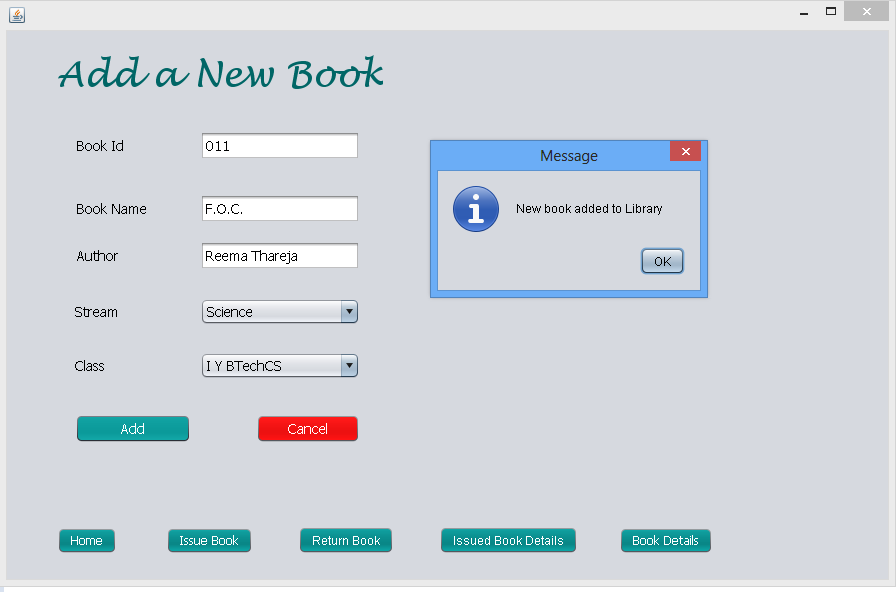 Add a New Book
Book Id 011
Message
New book added to Library
OK
Book Name F.O.C.
Author Reema Thareja
Stream Science
Class I Y BTechCS
Add Cancel
Home Issue Book Return Book Issued Book Details Book Details